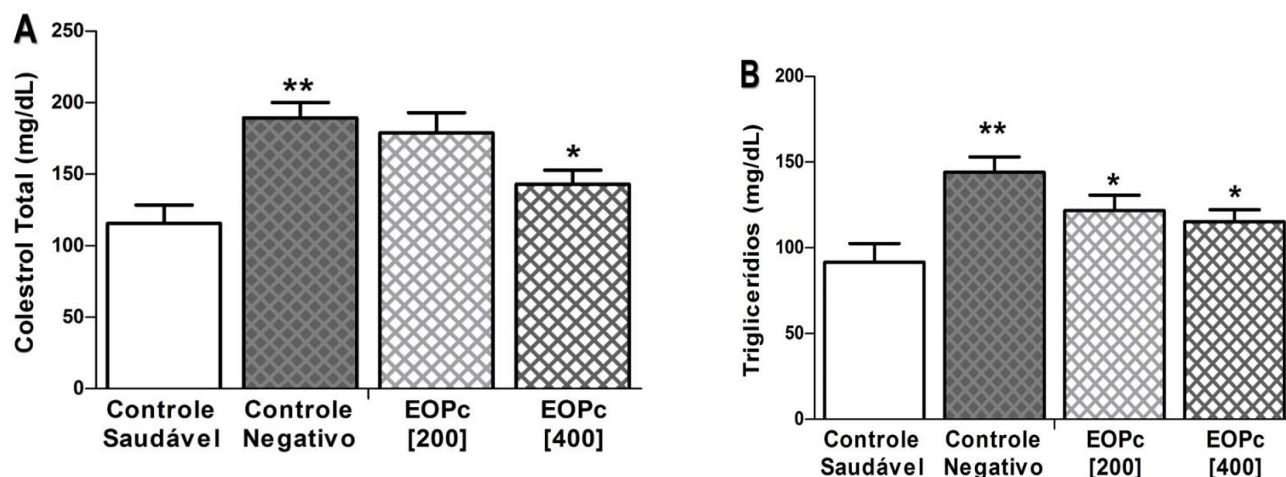 A
Colestrol Total (mg/dL)
250
200
150
100
50
0
**
*
Controle
Saudável
Controle
Negativo
EOPc
[200]
EOPc
[400]
B
Triglicerídios (mg/dL)
200
150
100
50
0
**
*
*
Controle
Saudável
Controle
Negativo
EOPc
[200]
EOPc
[400]